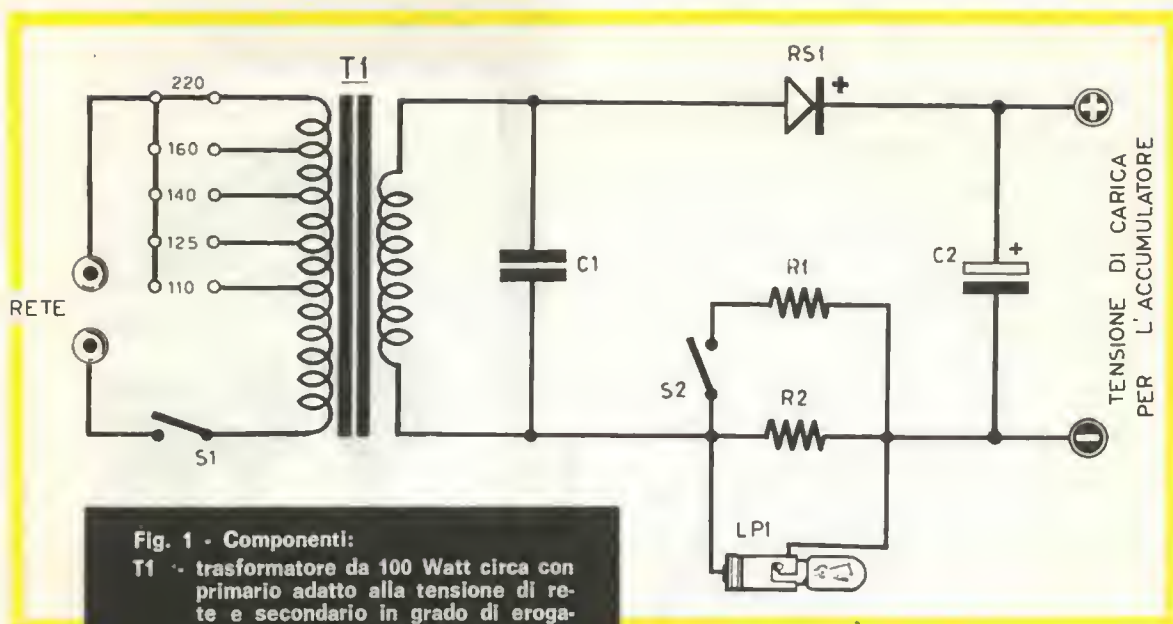 T1
RS1
+
220
160
140
125
110
RETE
S1
C1
R1
S2
R2
LP1
C2
+
+
-
TENSIONE DI CARICA
PER L'ACCUMULATORE
Fig. 1 - Componenti:
T1 - trasformatore da 100 Watt circa con
primario adatto alla tensione di re-
te e secondario in grado di eroga-